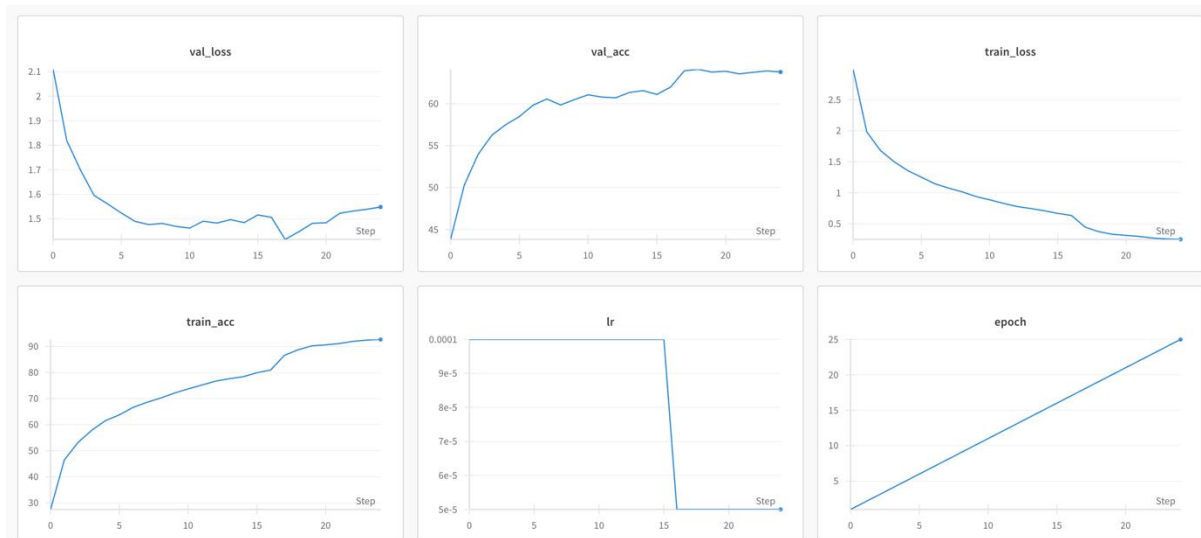 val_loss
2.1
2
1.9
1.8
1.7
1.6
1.5
Step
0 5 10 15 20
val_acc
60
55
50
45
Step
0 5 10 15 20
train_loss
2.5
2
1.5
1
0.5
Step
0 5 10 15 20
train_acc
90
80
70
60
50
40
30
Step
0 5 10 15 20
lr
0.0001
9e-5
8e-5
7e-5
6e-5
5e-5
Step
0 5 10 15 20
epoch
25
20
15
10
5
Step
0 5 10 15 20